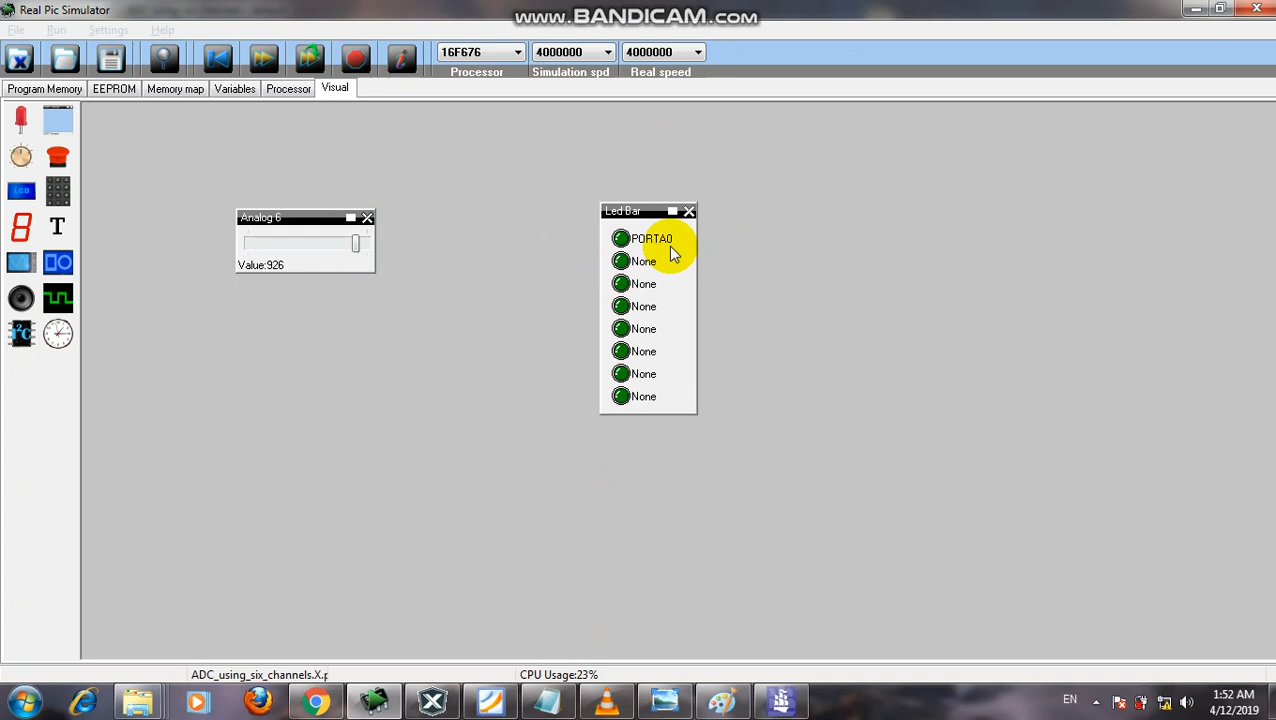 Real Pic Simulator
WWW.BANDICAM.COM
File Run Settings Help
16F676 4000000 4000000
Processor Simulation spd Real speed
Program Memory EEPROM Memory map Variables Processor Visual
LCD
T
I²C
Analog 6
Value:926
Led Bar
PORTA0
None
None
None
None
None
None
None
ADC_using_six_channels.X.p CPU Usage:23%
EN
1:52 AM
4/12/2019